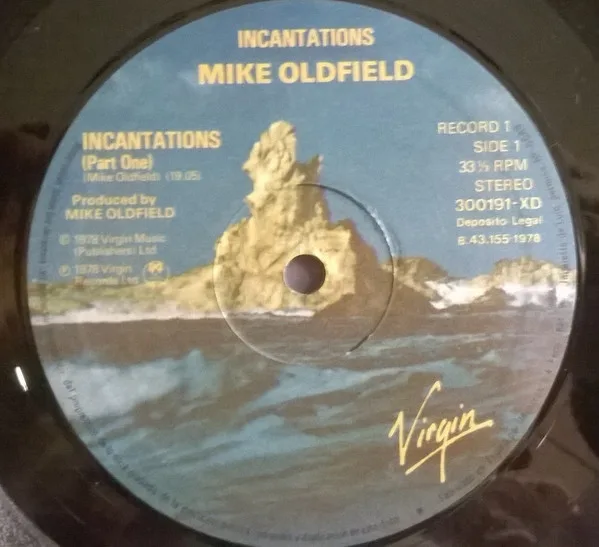 INCANTATIONS
MIKE OLDFIELD
INCANTATIONS
(Part One)
(Mike Oldfield) (19.05)
Produced by
MIKE OLDFIELD
© 1978 Virgin Music
(Publishers) Ltd
℗ 1978 Virgin
Records Ltd
RECORD 1
SIDE 1
33 ⅓ RPM
STEREO
300191-XD
Deposito Legal
B.43.155-1978
Virgin